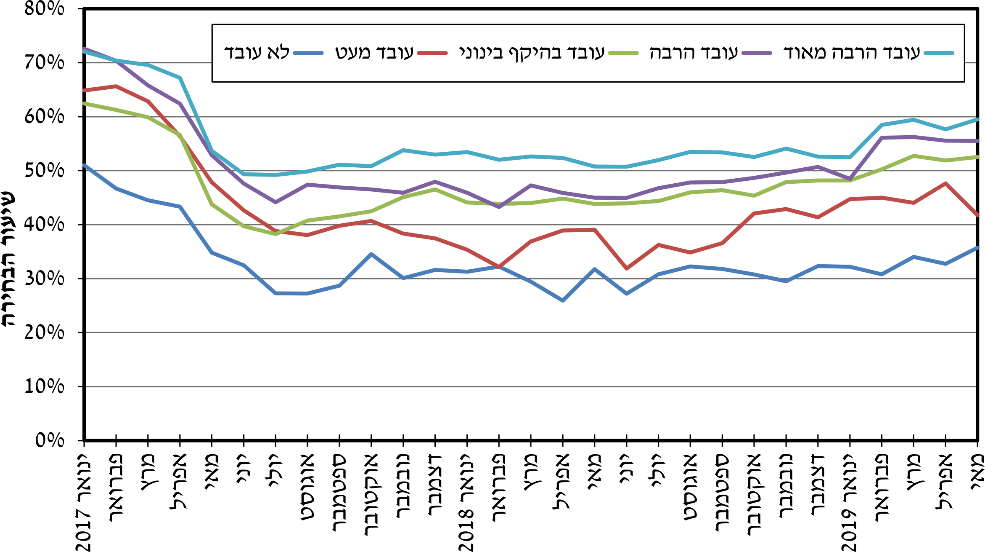 80%
70%
60%
50%
40%
30%
20%
10%
0%
שיעור הבחירה
עובד הרבה מאוד
עובד הרבה
עובד בהיקף בינוני
עובד מעט
לא עובד
ינואר 2017
פברואר
מרץ
אפריל
מאי
יוני
יולי
אוגוסט
ספטמבר
אוקטובר
נובמבר
דצמבר
ינואר 2018
פברואר
מרץ
אפריל
מאי
יוני
יולי
אוגוסט
ספטמבר
אוקטובר
נובמבר
דצמבר
ינואר 2019
פברואר
מרץ
אפריל
מאי